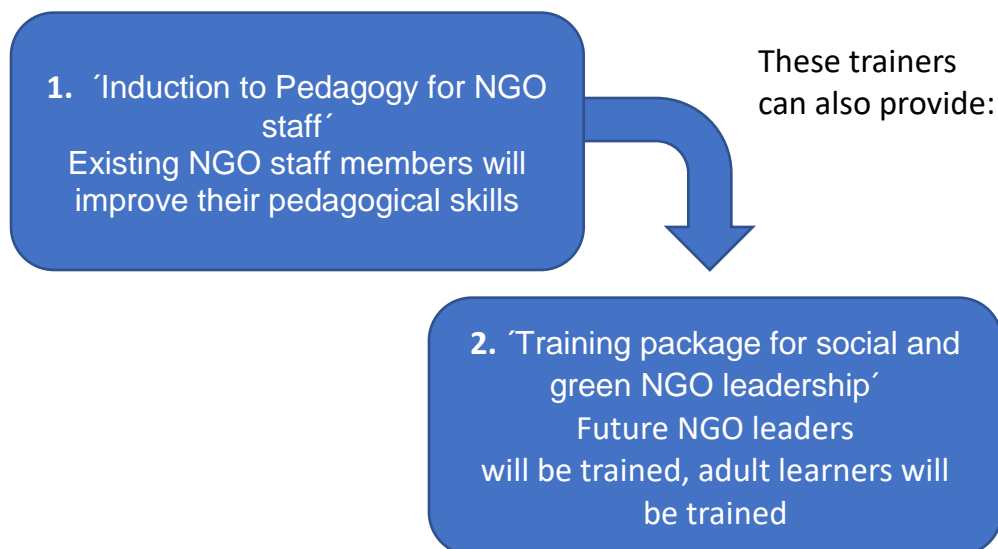 1. ´Induction to Pedagogy for NGO
staff´
Existing NGO staff members will
improve their pedagogical skills
These trainers
can also provide:
2. ´Training package for social and
green NGO leadership´
Future NGO leaders
will be trained, adult learners will
be trained